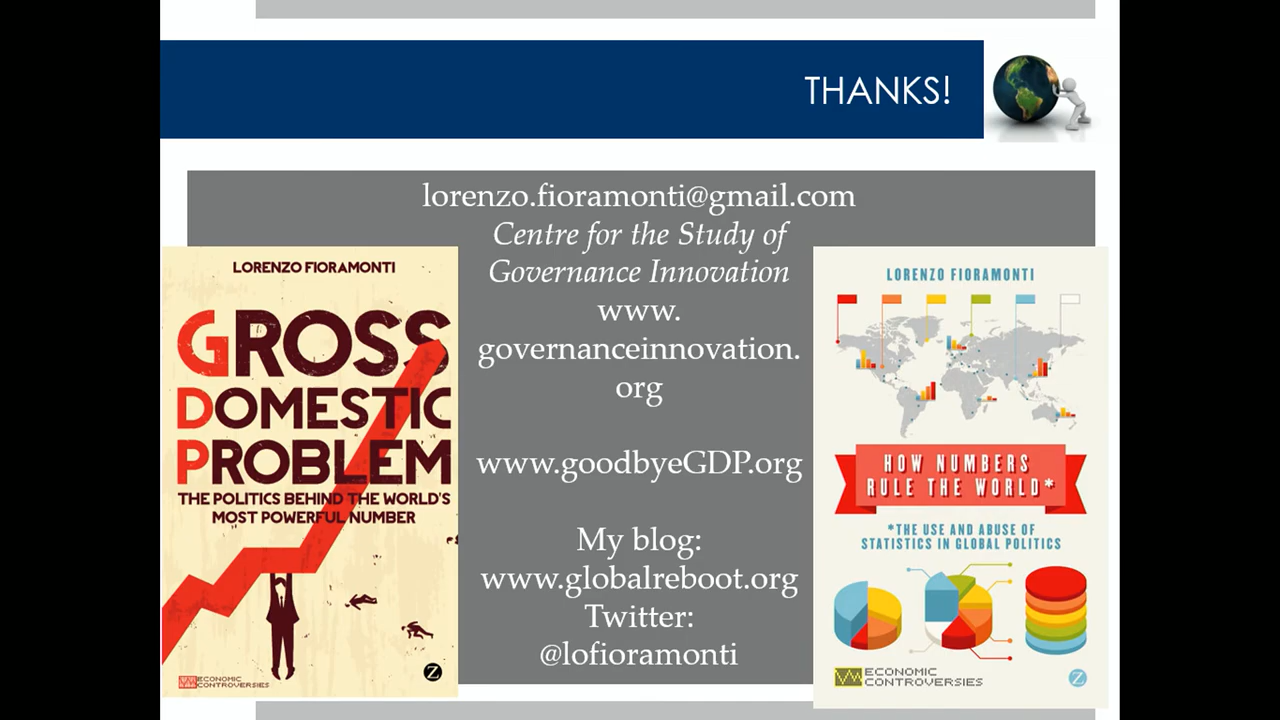 THANKS!
lorenzo.fioramonti@gmail.com
Centre for the Study of
Governance Innovation
www.
governanceinnovation.
org
www.goodbyeGDP.org
My blog:
www.globalreboot.org
Twitter:
@lofioramonti
LORENZO FIORAMONTI
GROSS
DOMESTIC
PROBLEM
THE POLITICS BEHIND THE WORLD'S
MOST POWERFUL NUMBER
ECONOMIC
CONTROVERSIES
Z
LORENZO FIORAMONTI
HOW NUMBERS
RULE THE WORLD*
*THE USE AND ABUSE OF
STATISTICS IN GLOBAL POLITICS
ECONOMIC
CONTROVERSIES
Z